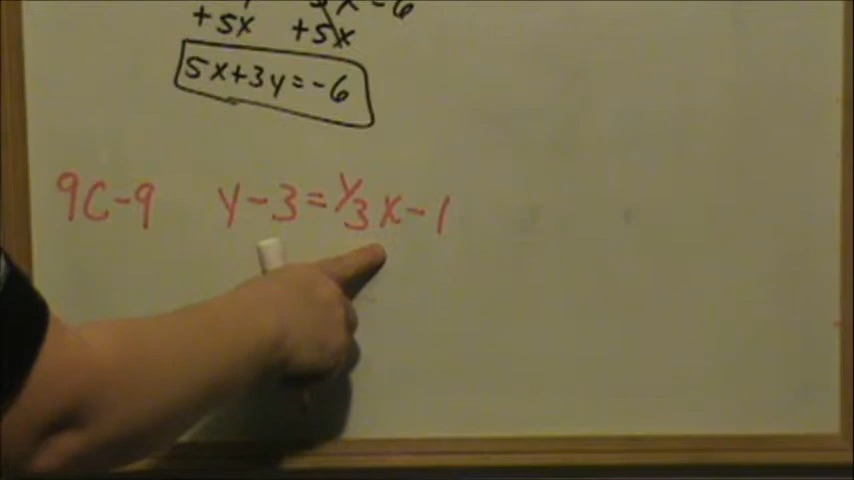 +5x +5x
5x+3y=-6
9C-9 y-3=1/3x-1